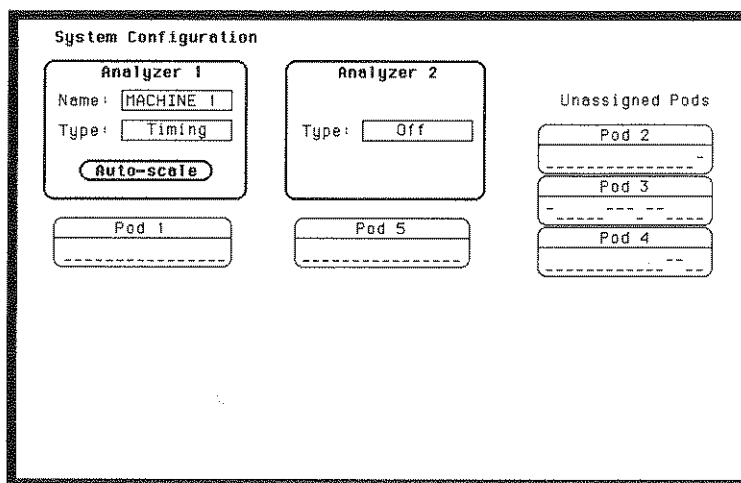 System Configuration
Analyzer 1
Name: MACHINE 1
Type: Timing
Auto-scale
Pod 1
Analyzer 2
Type: Off
Pod 5
Unassigned Pods
Pod 2
Pod 3
Pod 4